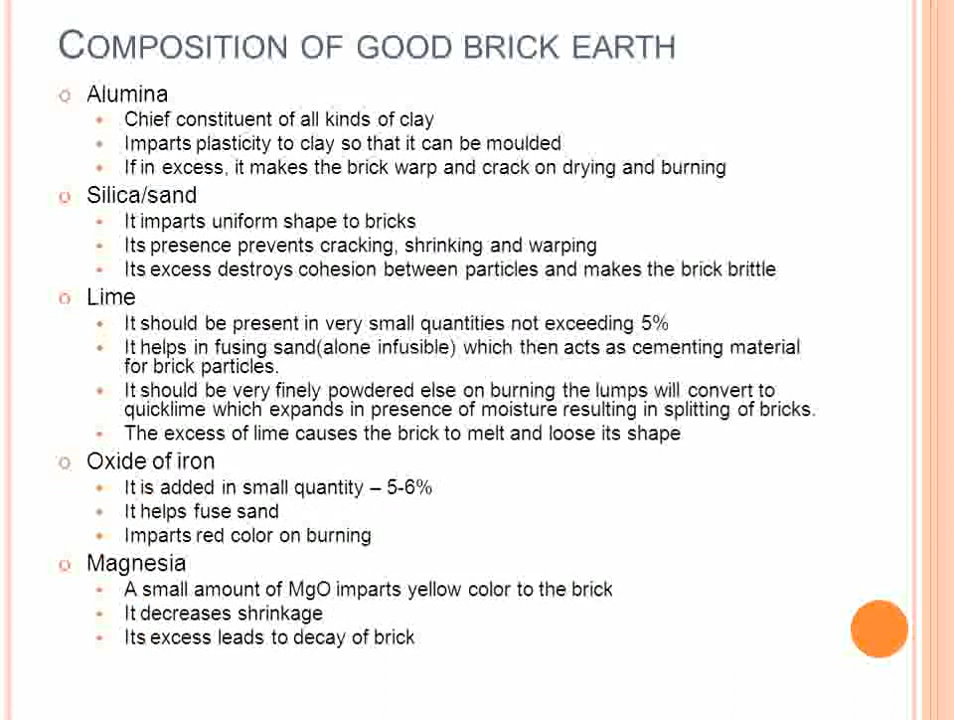 COMPOSITION OF GOOD BRICK EARTH
Alumina
Chief constituent of all kinds of clay
Imparts plasticity to clay so that it can be moulded
If in excess, it makes the brick warp and crack on drying and burning
Silica/sand
It imparts uniform shape to bricks
Its presence prevents cracking, shrinking and warping
Its excess destroys cohesion between particles and makes the brick brittle
Lime
It should be present in very small quantities not exceeding 5%
It helps in fusing sand(alone infusible) which then acts as cementing material
for brick particles.
It should be very finely powdered else on burning the lumps will convert to
quicklime which expands in presence of moisture resulting in splitting of bricks.
The excess of lime causes the brick to melt and loose its shape
Oxide of iron
It is added in small quantity – 5-6%
It helps fuse sand
Imparts red color on burning
Magnesia
A small amount of MgO imparts yellow color to the brick
It decreases shrinkage
Its excess leads to decay of brick